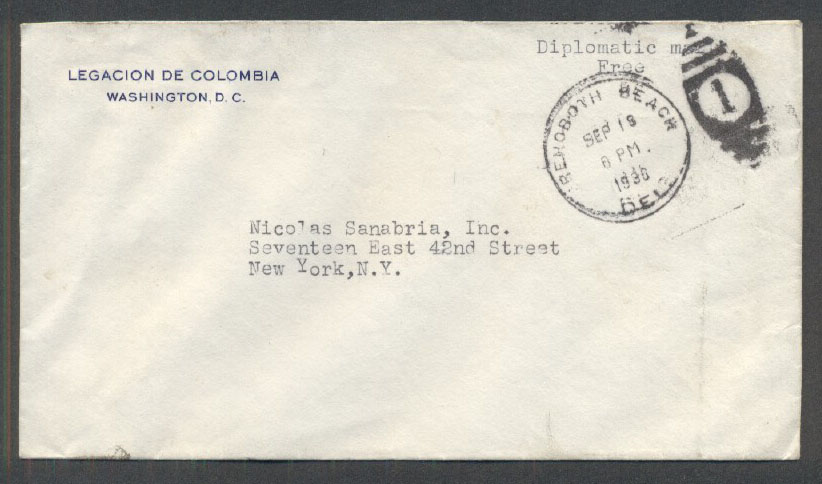 LEGACION DE COLOMBIA
WASHINGTON, D. C.
Diplomatic
Free
REHOBOTH BEACH
SEP 19
6 PM.
DEL.
1
Nicolas Sanabria, Inc.
Seventeen East 42nd Street
New York,N.Y.